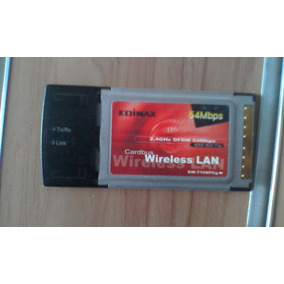 EDIMAX
54Mbps
Tx/Rx
Link
2.4GHz OFDM 54Mbps
Cardbus
Wireless LAN
Wireless LAN